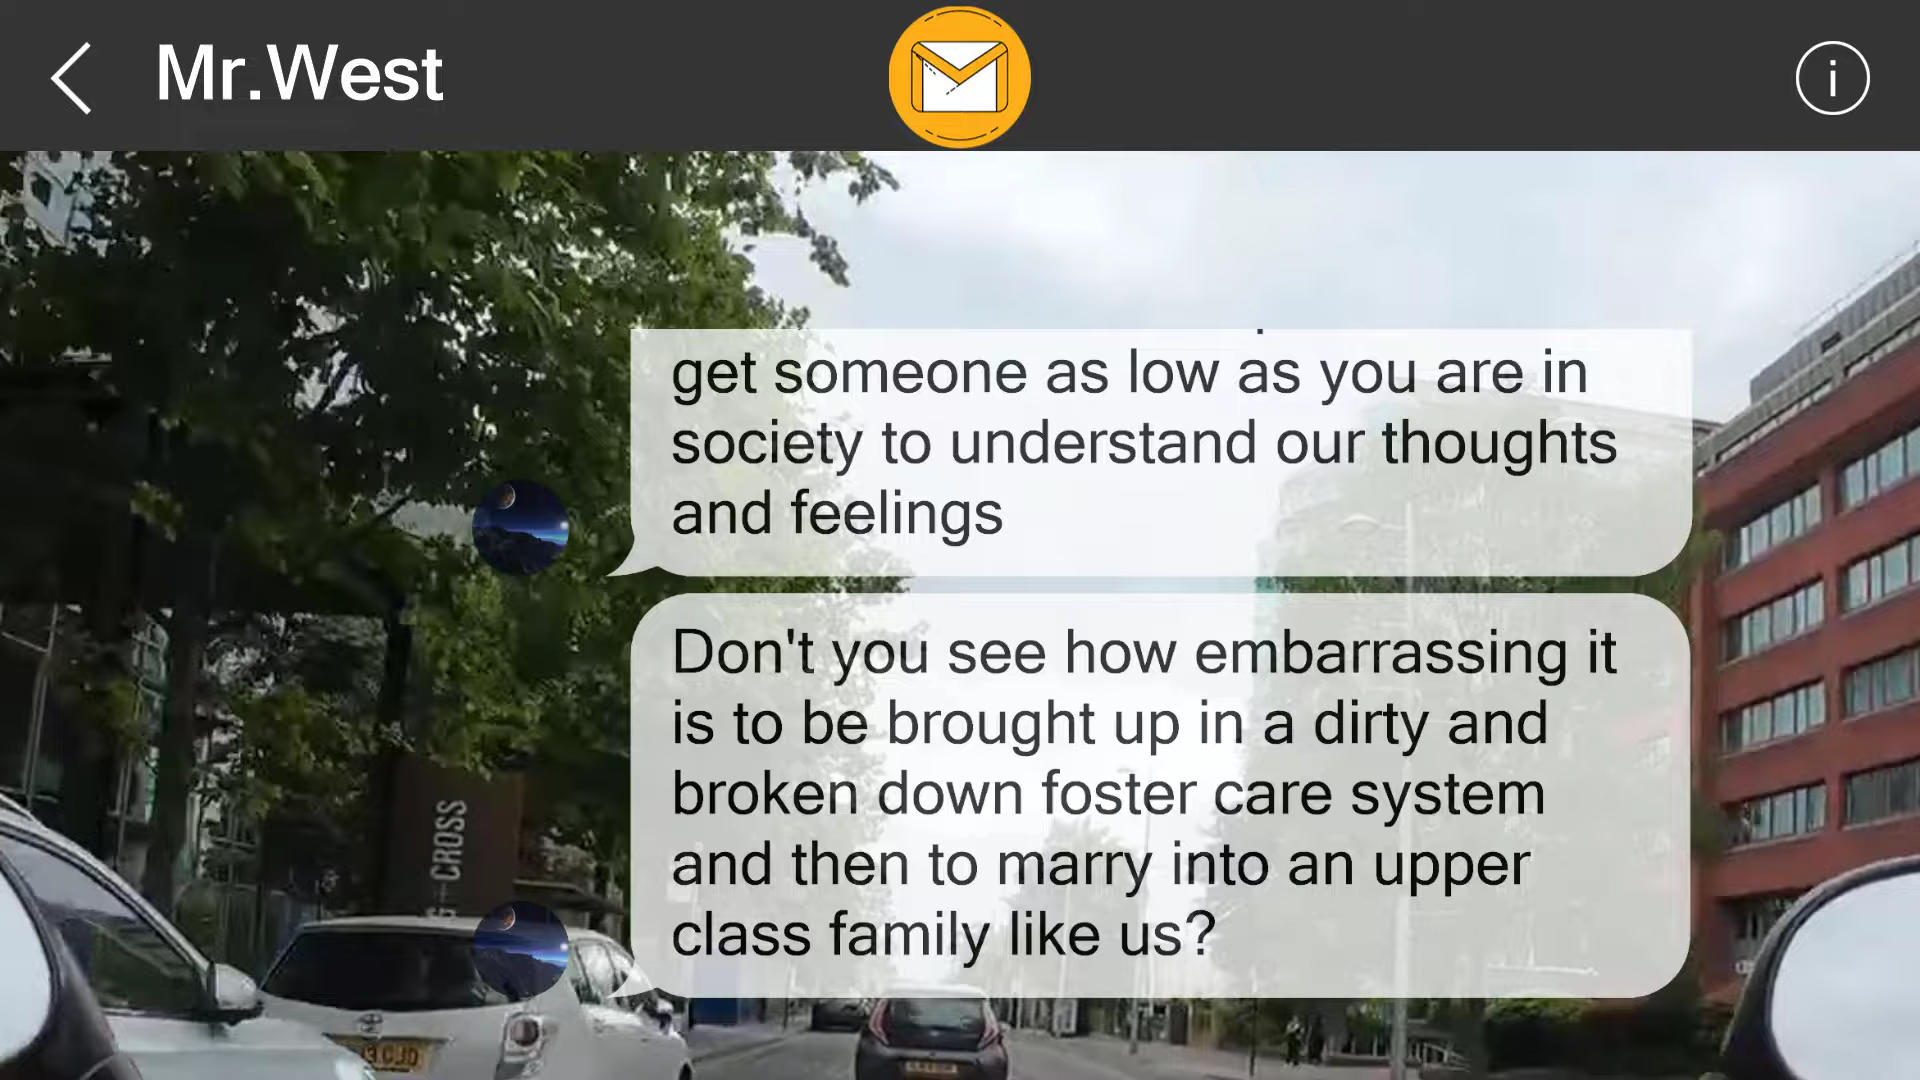 Mr.West
i
get someone as low as you are in
society to understand our thoughts
and feelings
Don't you see how embarrassing it
is to be brought up in a dirty and
broken down foster care system
and then to marry into an upper
class family like us?
CROSS